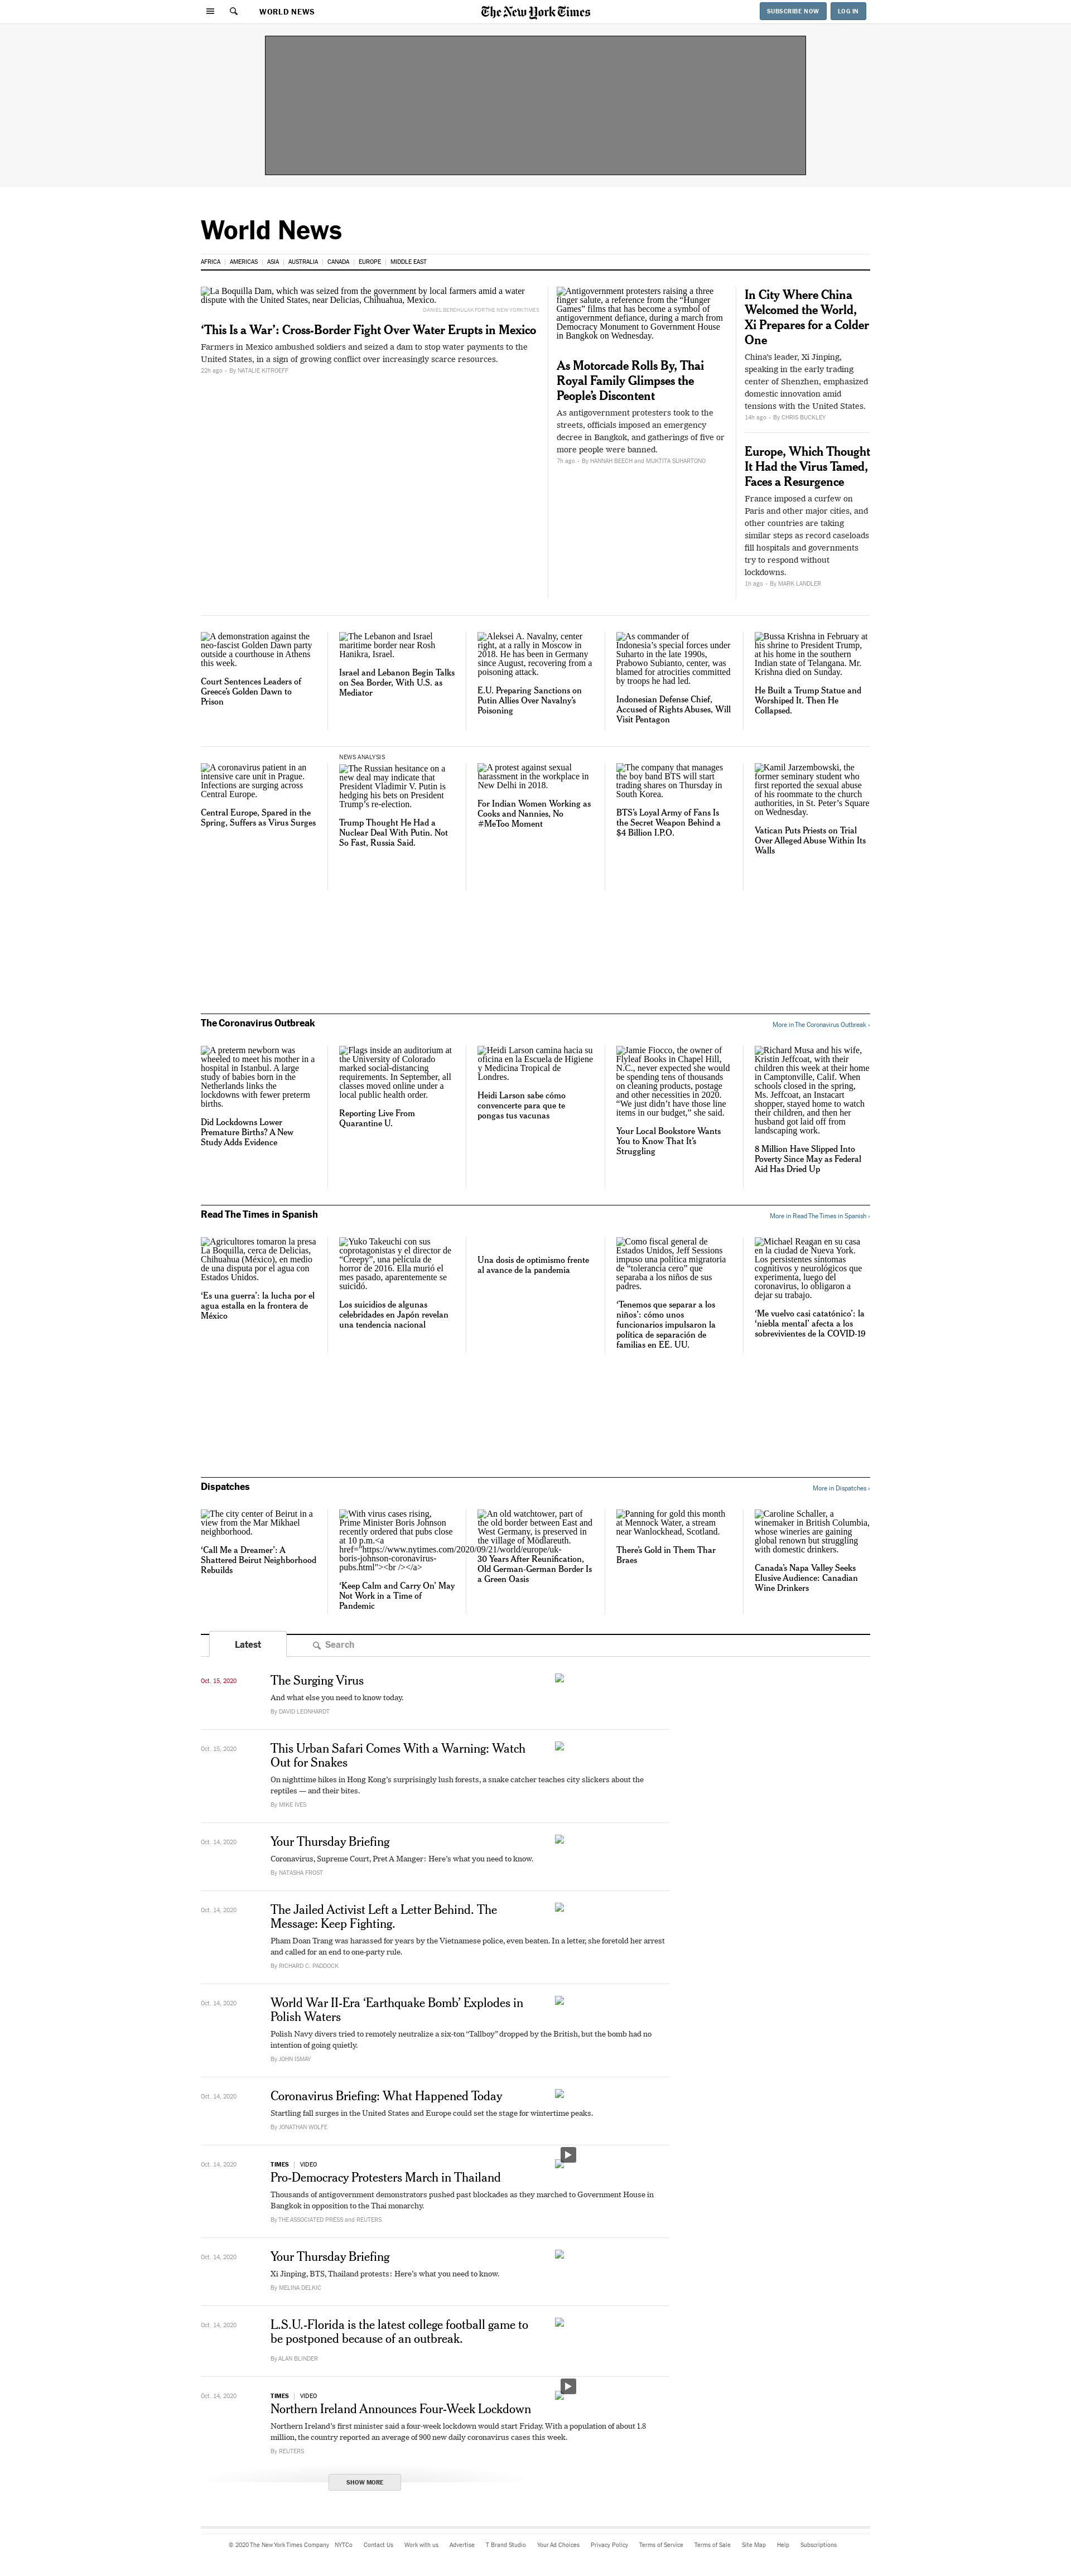 WORLD NEWS
The New York Times
SUBSCRIBE NOW
LOG IN
World News
AFRICA
AMERICAS
ASIA
AUSTRALIA
CANADA
EUROPE
MIDDLE EAST
La Boquilla Dam, which was seized from the government by local farmers amid a water
dispute with the United States, near Delicias, Chihuahua, Mexico.
DANIEL BEREHULAK FOR THE NEW YORK TIMES
‘This Is a War’: Cross-Border Fight Over Water Erupts in Mexico
Farmers in Mexico ambushed soldiers and seized a dam to stop water payments to the
United States, in a sign of growing conflict over increasingly scarce resources.
22h ago - By NATALIE KITROEFF
Antigovernment protesters raising a three
finger salute, a reference from the “Hunger
Games” films that has become a symbol of
antigovernment defiance, during a march from
Democracy Monument to Government House
in Bangkok on Wednesday.
As Motorcade Rolls By, Thai
Royal Family Glimpses the
People’s Discontent
As antigovernment protesters took to the
streets, officials imposed an emergency
decree in Bangkok, and gatherings of five or
more people were banned.
7h ago - By HANNAH BEECH and MUKTITA SUHARTONO
In City Where China
Welcomed the World,
Xi Prepares for a Colder
One
China’s leader, Xi Jinping,
speaking in the early trading
center of Shenzhen, emphasized
domestic innovation amid
tensions with the United States.
14h ago - By CHRIS BUCKLEY
Europe, Which Thought
It Had the Virus Tamed,
Faces a Resurgence
France imposed a curfew on
Paris and other major cities, and
other countries are taking
similar steps as record caseloads
fill hospitals and governments
try to respond without
lockdowns.
1h ago - By MARK LANDLER
A demonstration against the
neo-fascist Golden Dawn party
outside a courthouse in Athens
this week.
Court Sentences Leaders of
Greece’s Golden Dawn to
Prison
The Lebanon and Israel
maritime border near Rosh
Hanikra, Israel.
Israel and Lebanon Begin Talks
on Sea Border, With U.S. as
Mediator
Aleksei A. Navalny, center
right, at a rally in Moscow in
2018. He has been in Germany
since August, recovering from a
poisoning attack.
E.U. Preparing Sanctions on
Putin Allies Over Navalny’s
Poisoning
As commander of
Indonesia’s special forces under
Suharto in the late 1990s,
Prabowo Subianto, center, was
blamed for atrocities committed
by troops he had led.
Indonesian Defense Chief,
Accused of Rights Abuses, Will
Visit Pentagon
Bussa Krishna in February at
his shrine to President Trump,
at his home in the southern
Indian state of Telangana. Mr.
Krishna died on Sunday.
He Built a Trump Statue and
Worshiped It. Then He
Collapsed.
A coronavirus patient in an
intensive care unit in Prague.
Infections are surging across
Central Europe.
Central Europe, Spared in the
Spring, Suffers as Virus Surges
NEWS ANALYSIS
The Russian hesitance on a
new deal may indicate that
President Vladimir V. Putin is
hedging his bets on President
Trump’s re-election.
Trump Thought He Had a
Nuclear Deal With Putin. Not
So Fast, Russia Said.
A protest against sexual
harassment in the workplace in
New Delhi in 2018.
For Indian Women Working as
Cooks and Nannies, No
#MeToo Moment
The company that manages
the boy band BTS will start
trading shares on Thursday in
South Korea.
BTS’s Loyal Army of Fans Is
the Secret Weapon Behind a
$4 Billion I.P.O.
Kamil Jarzembowski, the
former seminary student who
first reported the sexual abuse
of his roommate to the church
authorities, in St. Peter’s Square
on Wednesday.
Vatican Puts Priests on Trial
Over Alleged Abuse Within Its
Walls
The Coronavirus Outbreak
More in The Coronavirus Outbreak ›
A preterm newborn was
wheeled to meet his mother in a
hospital in Istanbul. A large
study of babies born in the
Netherlands links the
lockdowns with fewer preterm
births.
Did Lockdowns Lower
Premature Births? A New
Study Adds Evidence
Flags inside an auditorium at
the University of Colorado
marked social-distancing
requirements. In September, all
classes moved online under a
local public health order.
Reporting Live From
Quarantine U.
Heidi Larson camina hacia su
oficina en la Escuela de Higiene
y Medicina Tropical de
Londres.
Heidi Larson sabe cómo
convencerte para que te
pongas tus vacunas
Jamie Fiocco, the owner of
Flyleaf Books in Chapel Hill,
N.C., never expected she would
be spending tens of thousands
on cleaning products, postage
and other necessities in 2020.
“We just didn’t have those line
items in our budget,” she said.
Your Local Bookstore Wants
You to Know That It’s
Struggling
Richard Musa and his wife,
Kristin Jeffcoat, with their
children this week at their home
in Camptonville, Calif. When
schools closed in the spring,
Ms. Jeffcoat, an Instacart
shopper, stayed home to watch
their children, and then her
husband got laid off from
landscaping work.
8 Million Have Slipped Into
Poverty Since May as Federal
Aid Has Dried Up
Read The Times in Spanish
More in Read The Times in Spanish ›
Agricultores tomaron la presa
La Boquilla, cerca de Delicias,
Chihuahua (México), en medio
de una disputa por el agua con
Estados Unidos.
‘Es una guerra’: la lucha por el
agua estalla en la frontera de
México
Yuko Takeuchi con sus
coprotagonistas y el director de
“Creepy”, una película de
horror de 2016. Ella murió el
mes pasado, aparentemente se
suicidó.
Los suicidios de algunas
celebridades en Japón revelan
una tendencia nacional
Una dosis de optimismo frente
al avance de la pandemia
Como fiscal general de
Estados Unidos, Jeff Sessions
impuso una política migratoria
de “tolerancia cero” que
separaba a los niños de sus
padres.
‘Tenemos que separar a los
niños’: cómo unos
funcionarios impulsaron la
política de separación de
familias en EE. UU.
Michael Reagan en su casa
en la ciudad de Nueva York.
Los persistentes síntomas
cognitivos y neurológicos que
experimenta, luego del
coronavirus, lo obligaron a
dejar su trabajo.
‘Me vuelvo casi catatónico’: la
‘niebla mental’ afecta a los
sobrevivientes de la COVID-19
Dispatches
More in Dispatches ›
The city center of Beirut in a
view from the Mar Mikhael
neighborhood.
‘Call Me a Dreamer’: A
Shattered Beirut Neighborhood
Rebuilds
With virus cases rising,
Prime Minister Boris Johnson
recently ordered that pubs close
at 10 p.m.<a
href="https://www.nytimes.com/2020/09/21/world/europe/uk-
boris-johnson-coronavirus-
pubs.html"><br /></a>
‘Keep Calm and Carry On’ May
Not Work in a Time of
Pandemic
An old watchtower, part of
the old border between East and
West Germany, is preserved in
the village of Mödlareuth.
30 Years After Reunification,
Old German-German Border Is
a Green Oasis
Panning for gold this month
at Mennock Water, a stream
near Wanlockhead, Scotland.
There’s Gold in Them Thar
Braes
Caroline Schaller, a
winemaker in British Columbia,
whose wineries are gaining
global renown but struggling
with domestic drinkers.
Canada’s Napa Valley Seeks
Elusive Audience: Canadian
Wine Drinkers
Latest
Search
Oct. 15, 2020
The Surging Virus
And what else you need to know today.
By DAVID LEONHARDT
Oct. 15, 2020
This Urban Safari Comes With a Warning: Watch
Out for Snakes
On nighttime hikes in Hong Kong’s surprisingly lush forests, a snake catcher teaches city slickers about the
reptiles — and their bites.
By MIKE IVES
Oct. 14, 2020
Your Thursday Briefing
Coronavirus, Supreme Court, Pret A Manger: Here’s what you need to know.
By NATASHA FROST
Oct. 14, 2020
The Jailed Activist Left a Letter Behind. The
Message: Keep Fighting.
Pham Doan Trang was harassed for years by the Vietnamese police, even beaten. In a letter, she foretold her arrest
and called for an end to one-party rule.
By RICHARD C. PADDOCK
Oct. 14, 2020
World War II-Era ‘Earthquake Bomb’ Explodes in
Polish Waters
Polish Navy divers tried to remotely neutralize a six-ton “Tallboy” dropped by the British, but the bomb had no
intention of going quietly.
By JOHN ISMAY
Oct. 14, 2020
Coronavirus Briefing: What Happened Today
Startling fall surges in the United States and Europe could set the stage for wintertime peaks.
By JONATHAN WOLFE
Oct. 14, 2020
TIMES | VIDEO
Pro-Democracy Protesters March in Thailand
Thousands of antigovernment demonstrators pushed past blockades as they marched to Government House in
Bangkok in opposition to the Thai monarchy.
By THE ASSOCIATED PRESS and REUTERS
Oct. 14, 2020
Your Thursday Briefing
Xi Jinping, BTS, Thailand protests: Here’s what you need to know.
By MELINA DELKIC
Oct. 14, 2020
L.S.U.-Florida is the latest college football game to
be postponed because of an outbreak.
By ALAN BLINDER
Oct. 14, 2020
TIMES | VIDEO
Northern Ireland Announces Four-Week Lockdown
Northern Ireland’s first minister said a four-week lockdown would start Friday. With a population of about 1.8
million, the country reported an average of 900 new daily coronavirus cases this week.
By REUTERS
SHOW MORE
© 2020 The New York Times Company NYTCo Contact Us Work with us Advertise T Brand Studio Your Ad Choices Privacy Policy Terms of Service Terms of Sale Site Map Help Subscriptions